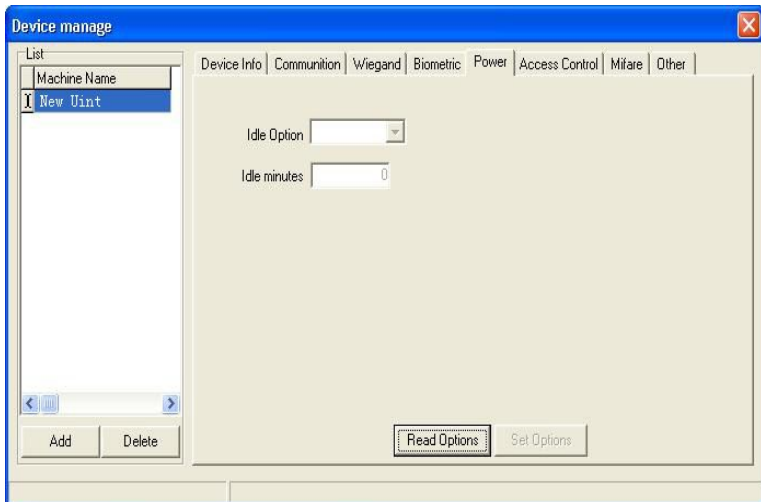 Device manage
List
Machine Name
New Uint
Add Delete
Device Info Communition Wiegand Biometric Power Access Control Mifare Other
Idle Option
Idle minutes 0
Read Options Set Options